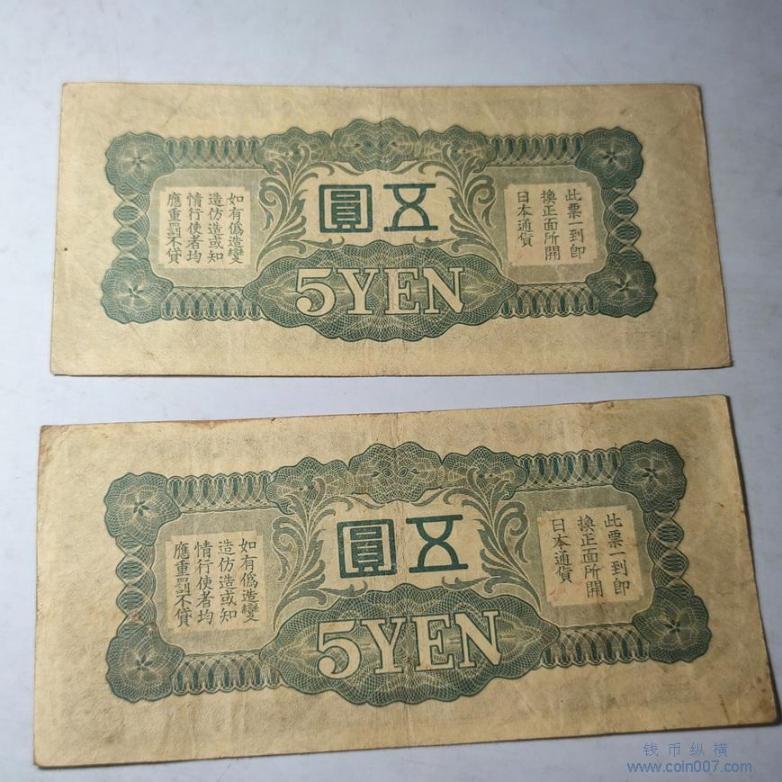 五圓
此票一到即
換正面所開
日本通貨
如有僞造變
造仿造或知
情行使者均
應重罰不貸
5YEN
五圓
此票一到即
換正面所開
日本通貨
如有僞造變
造仿造或知
情行使者均
應重罰不貸
5YEN
钱币纵横
www.coin007.com